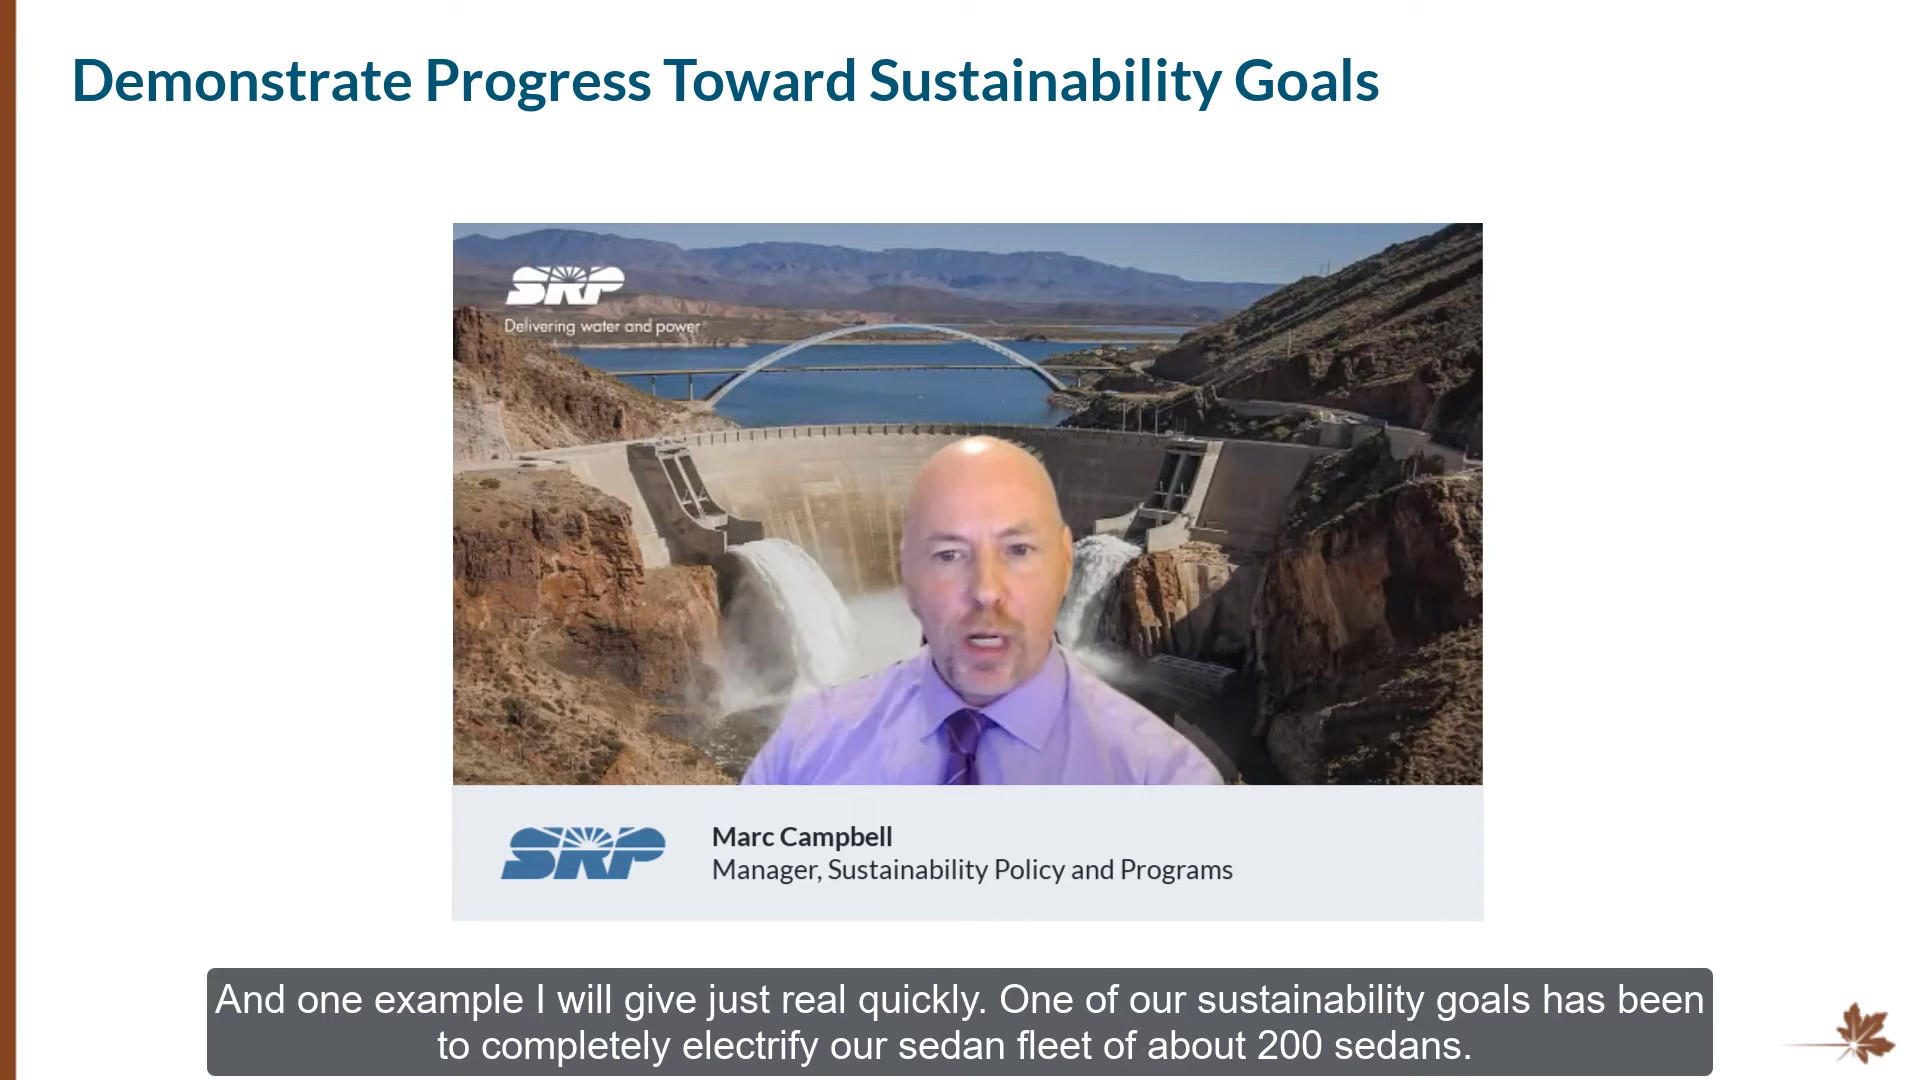 Demonstrate Progress Toward Sustainability Goals
SRP
Delivering water and power
SRP
Marc Campbell
Manager, Sustainability Policy and Programs
And one example I will give just real quickly. One of our sustainability goals has been
to completely electrify our sedan fleet of about 200 sedans.